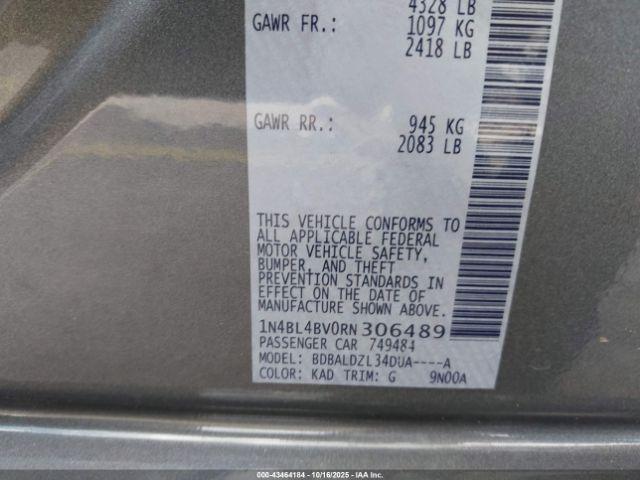 4328 LB
GAWR FR.: 1097 KG
2418 LB
GAWR RR.: 945 KG
2083 LB
THIS VEHICLE CONFORMS TO
ALL APPLICABLE FEDERAL
MOTOR VEHICLE SAFETY,
BUMPER, AND THEFT
PREVENTION STANDARDS IN
EFFECT ON THE DATE OF
MANUFACTURE SHOWN ABOVE.
1N4BL4BV0RN306489
PASSENGER CAR 749484
MODEL: BDBALDZL34DUA----A
COLOR: KAD TRIM: G 9N00A
000-43464184 | 10/16/2025 | IAA Inc.